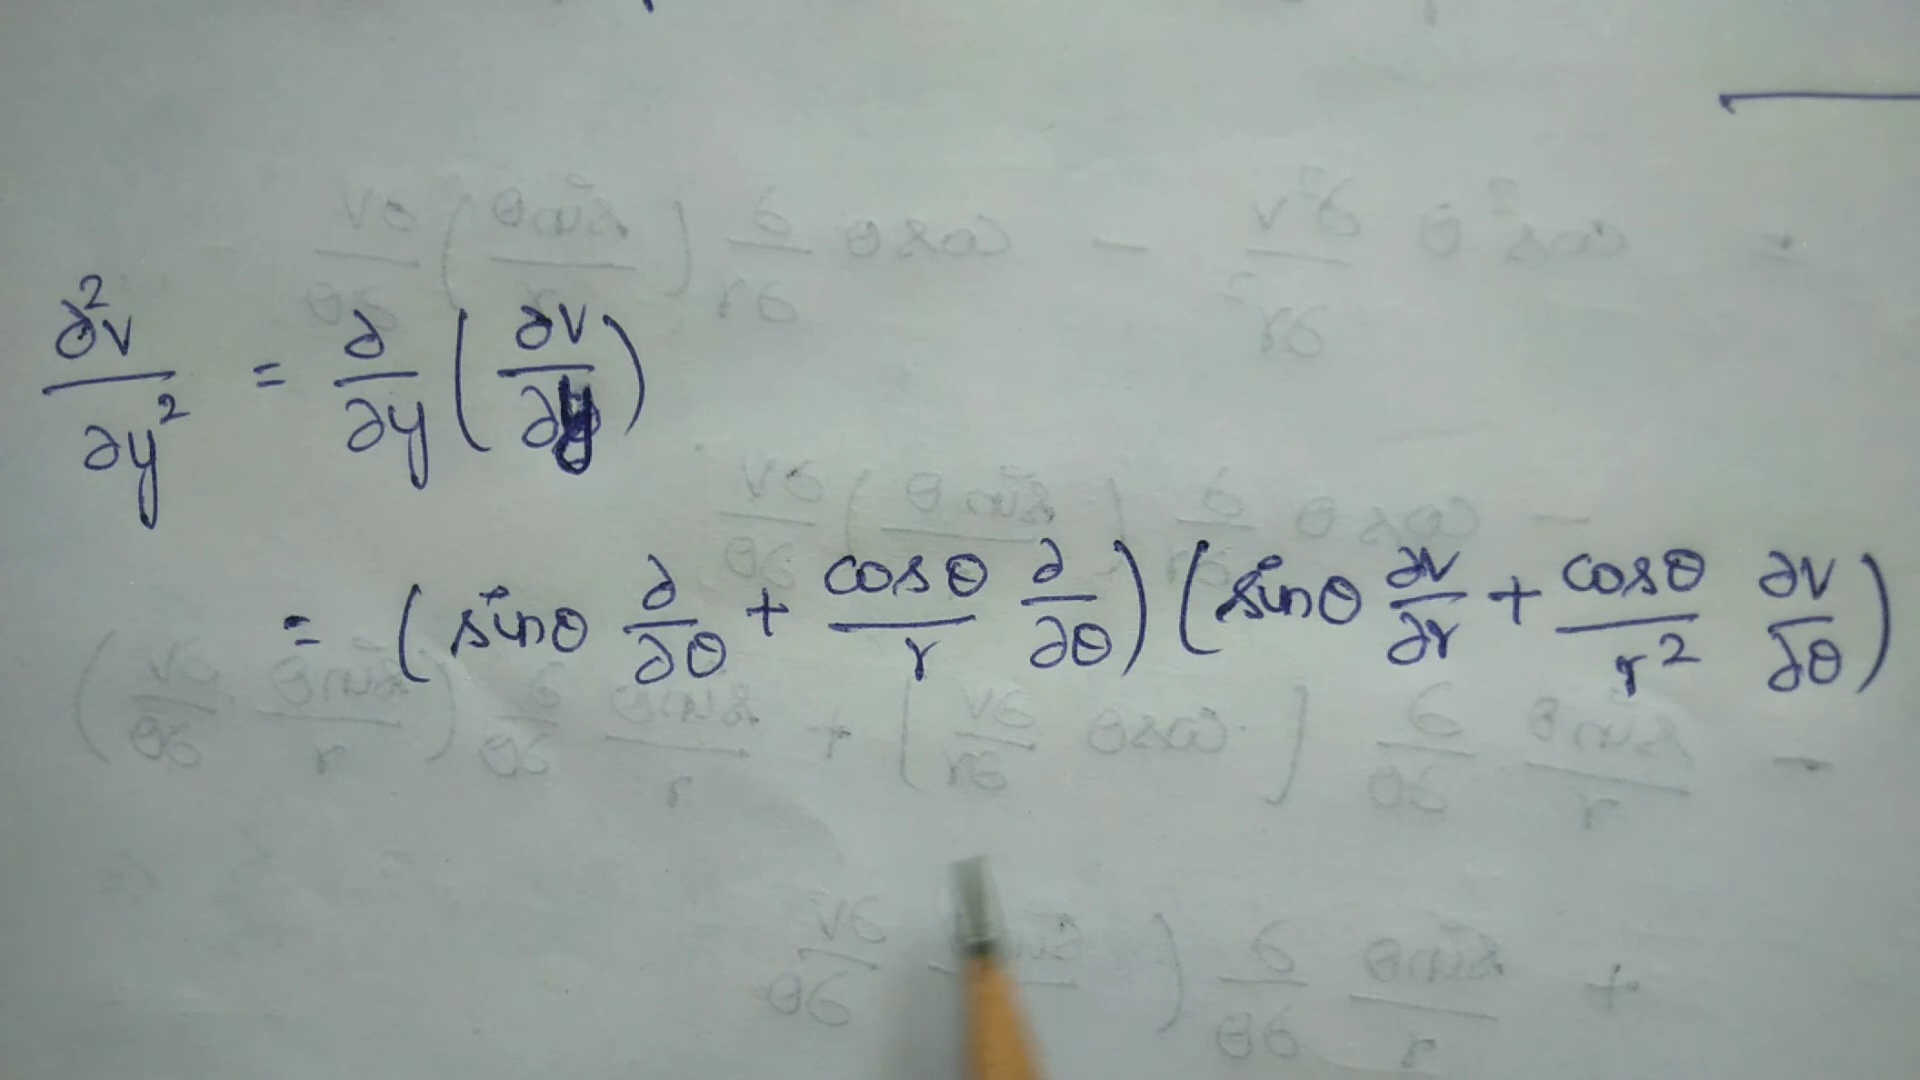 ∂²v/∂y² = ∂/∂y (∂v/∂y)
= (sinθ ∂/∂θ + cosθ/r ∂/∂θ) (sinθ ∂v/∂r + cosθ/r² ∂v/∂θ)